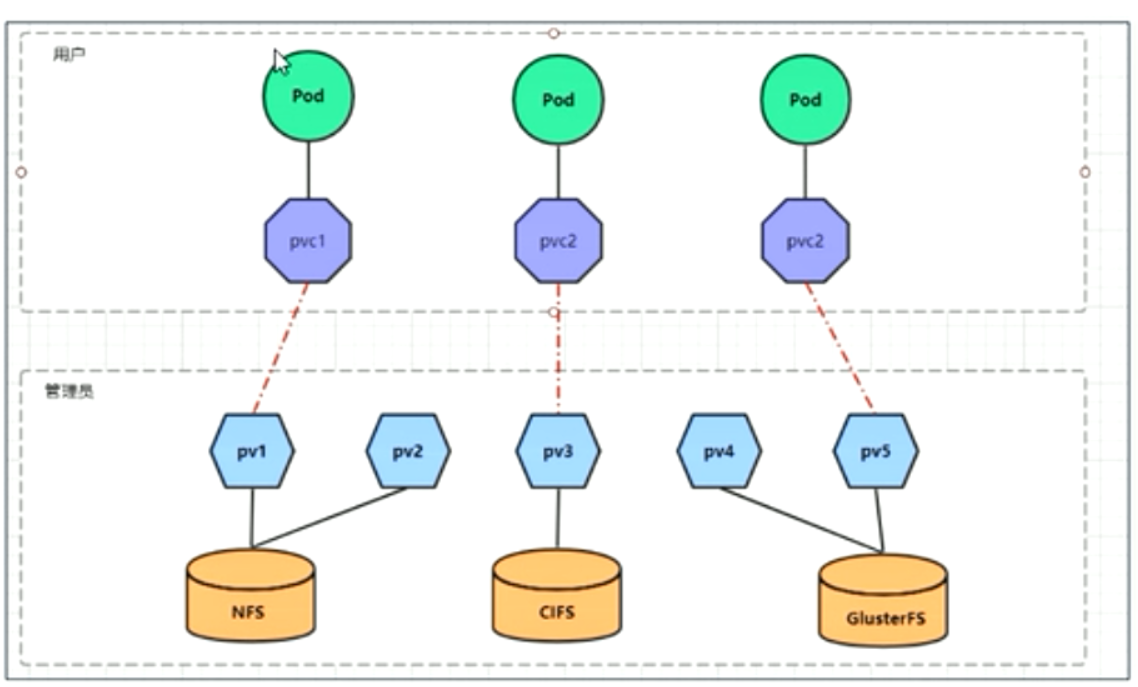 用户
Pod
Pod
Pod
pvc1
pvc2
pvc2
管理员
pv1
pv2
pv3
pv4
pv5
NFS
CIFS
GlusterFS